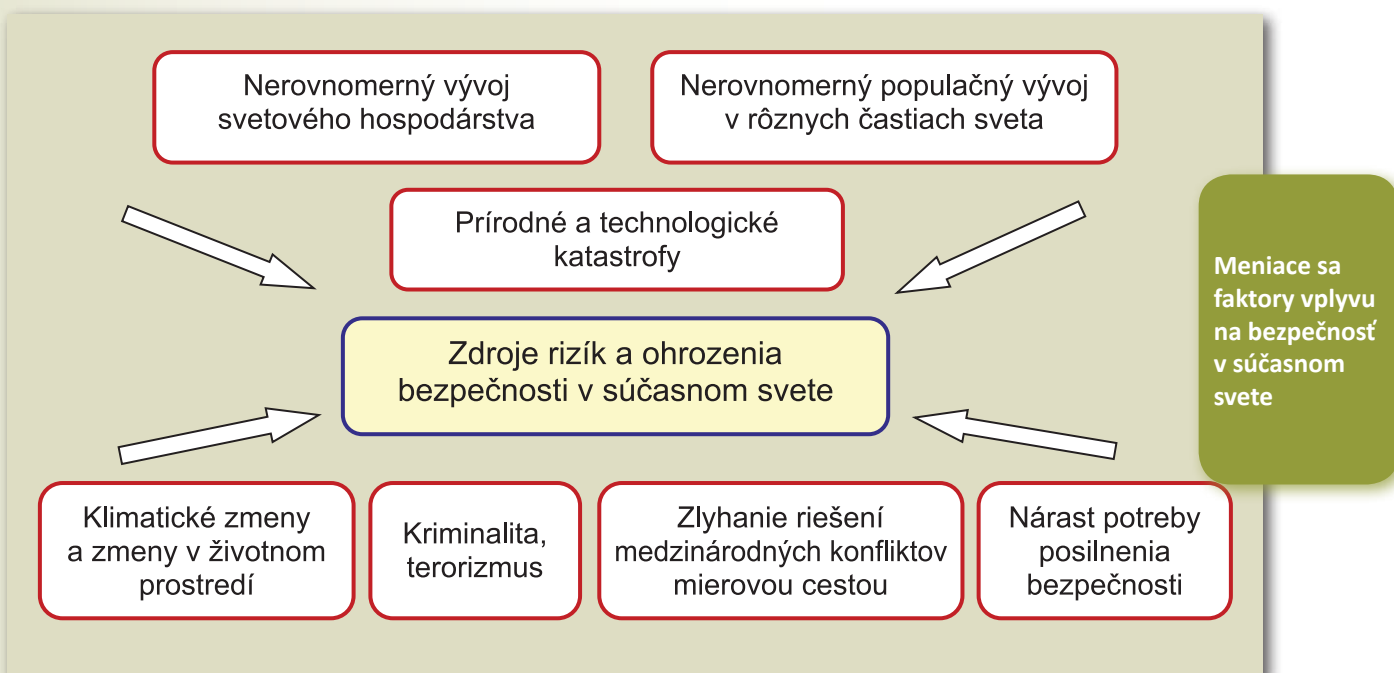 Nerovnomerný vývoj
svetového hospodárstva
Nerovnomerný populačný vývoj
v rôznych častiach sveta
Prírodné a technologické
katastrofy
Zdroje rizík a ohrozenia
bezpečnosti v súčasnom svete
Meniace sa
faktory vplyvu
na bezpečnosť
v súčasnom
svete
Klimatické zmeny
a zmeny v životnom
prostredí
Kriminalita,
terorizmus
Zlyhanie riešení
medzinárodných konfliktov
mierovou cestou
Nárast potreby
posilnenia
bezpečnosti